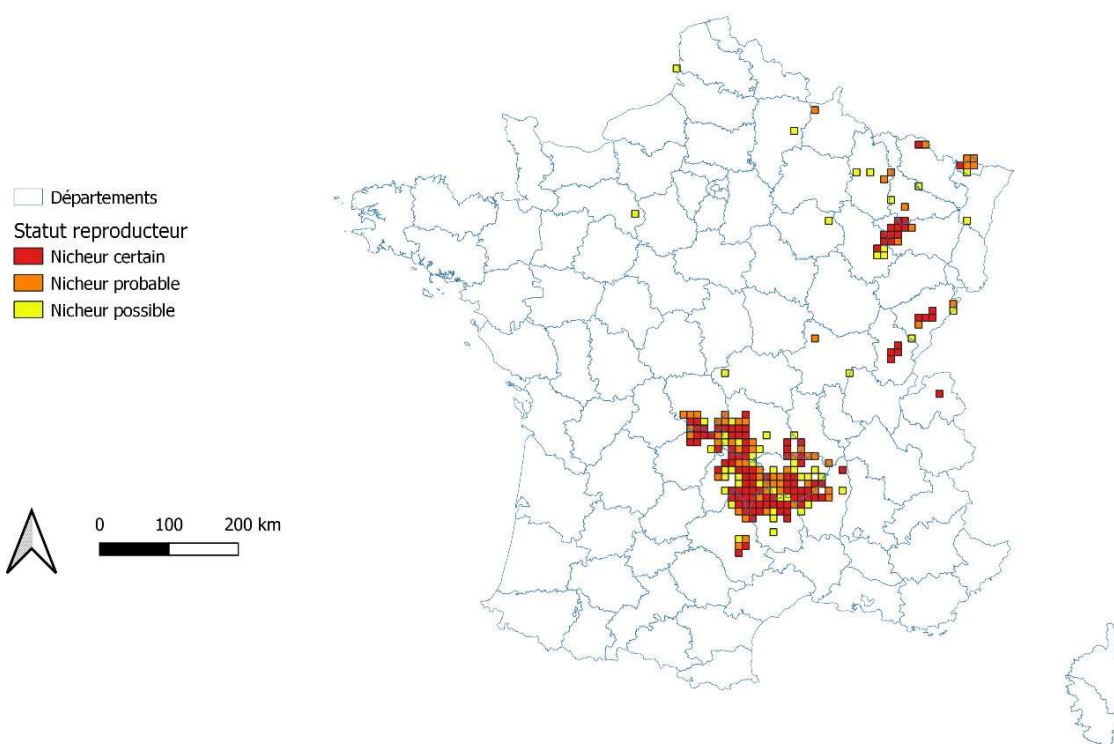 Départements
Statut reproducteur
Nicheur certain
Nicheur probable
Nicheur possible
0 100 200 km